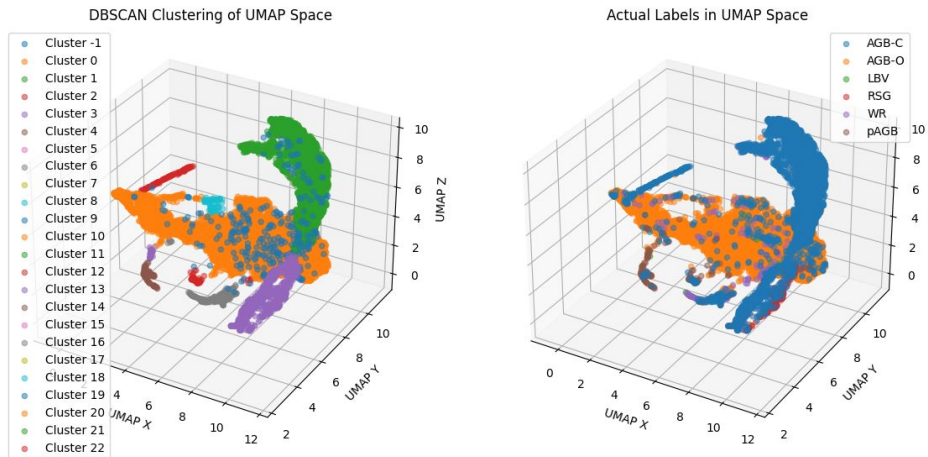 DBSCAN Clustering of UMAP Space
Cluster -1
Cluster 0
Cluster 1
Cluster 2
Cluster 3
Cluster 4
Cluster 5
Cluster 6
Cluster 7
Cluster 8
Cluster 9
Cluster 10
Cluster 11
Cluster 12
Cluster 13
Cluster 14
Cluster 15
Cluster 16
Cluster 17
Cluster 18
Cluster 19
Cluster 20
Cluster 21
Cluster 22
4
6
8
10
12
UMAP X
2
4
6
8
10
UMAP Y
0
2
4
6
8
10
UMAP Z
Actual Labels in UMAP Space
AGB-C
AGB-O
LBV
RSG
WR
pAGB
0
2
4
6
8
10
12
UMAP X
2
4
6
8
10
UMAP Y
0
2
4
6
8
10